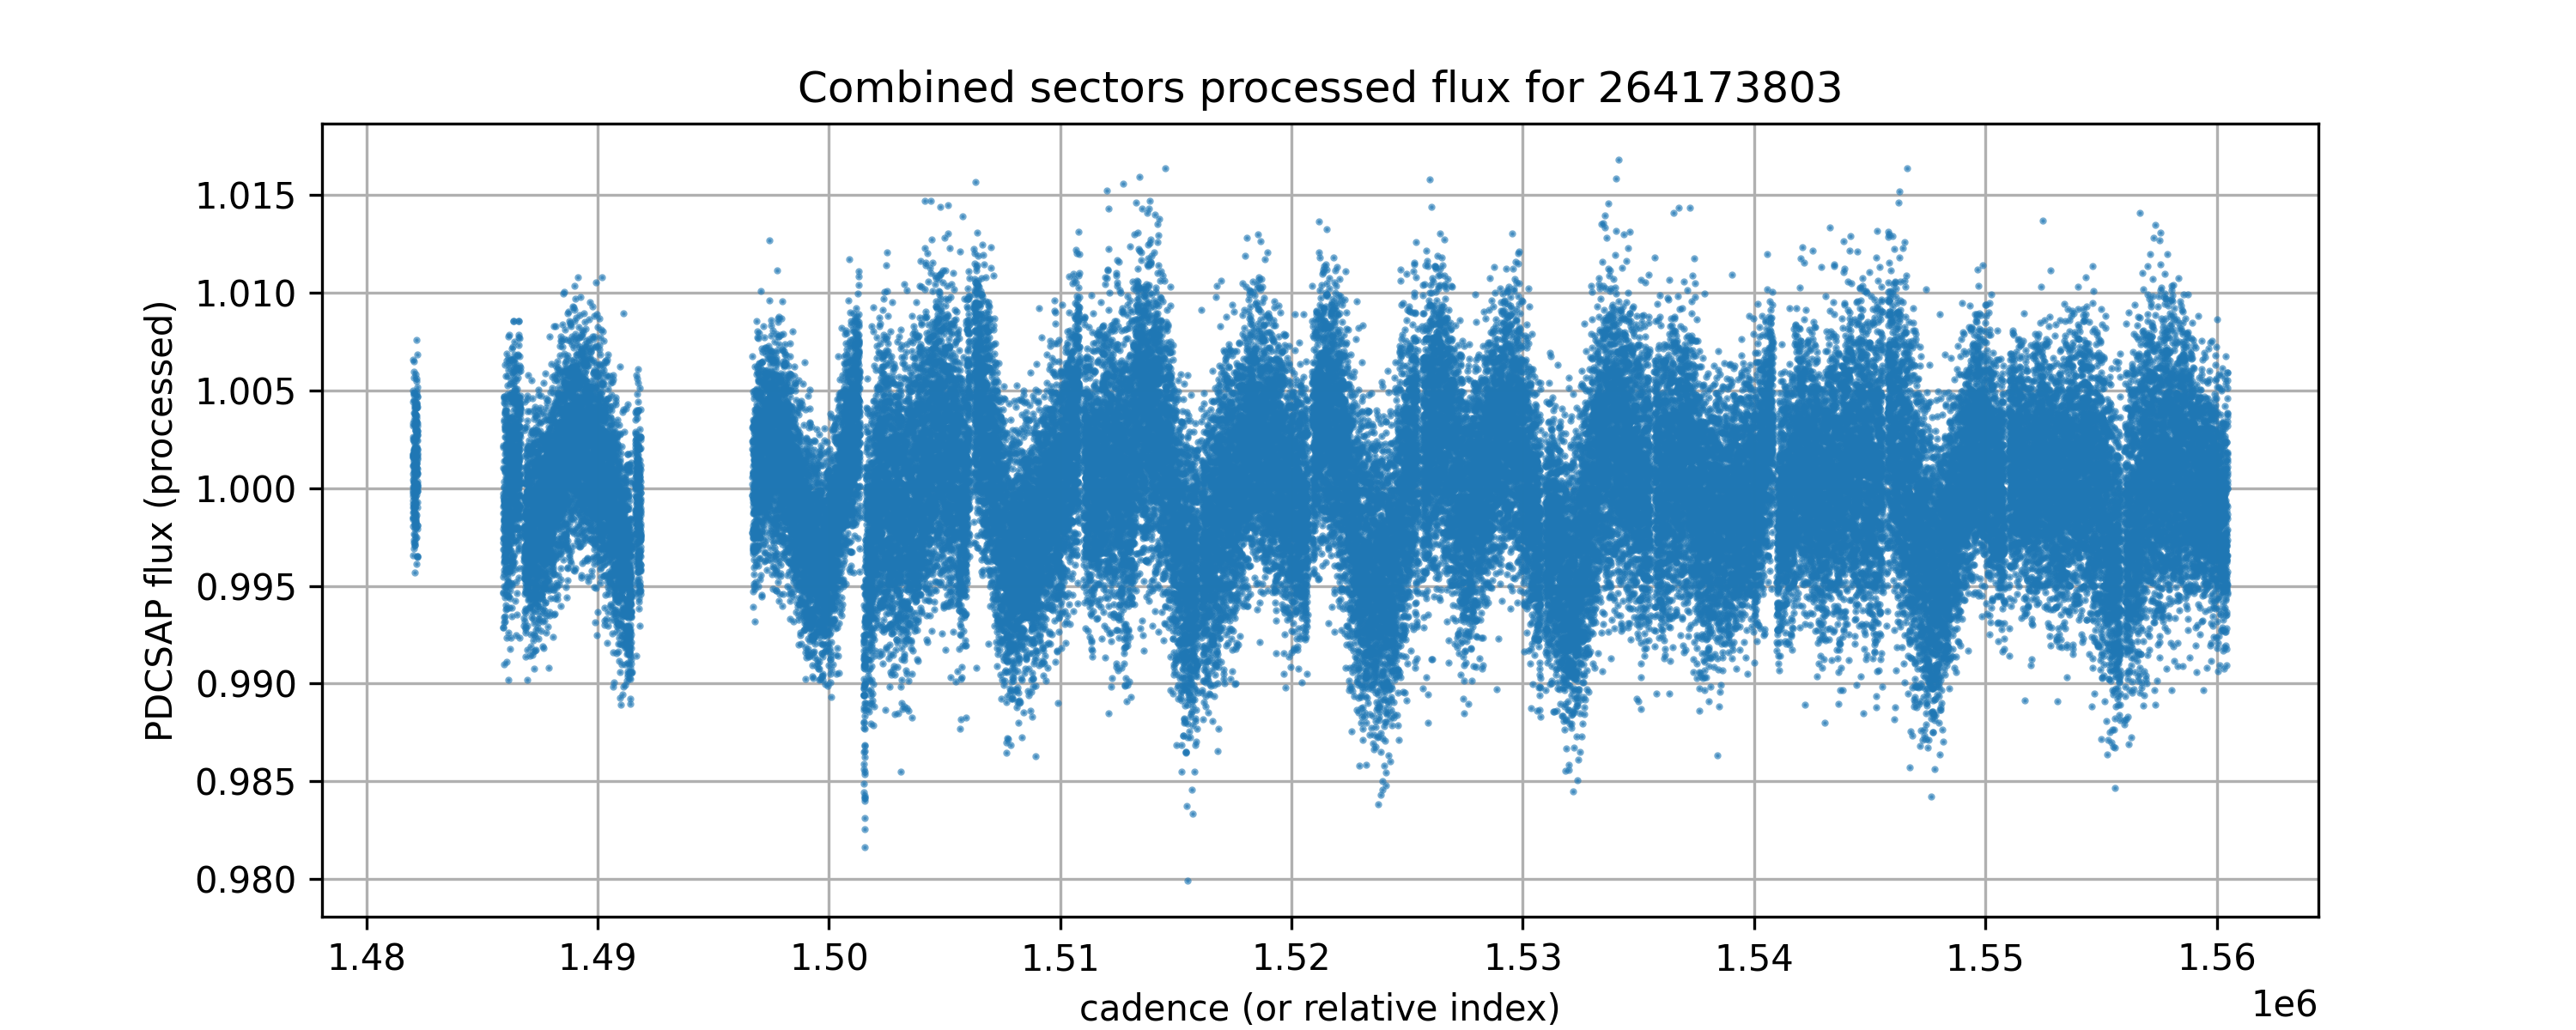 Combined sectors processed flux for 264173803
PDCSAP flux (processed)
1.015
1.010
1.005
1.000
0.995
0.990
0.985
0.980
1.48 1.49 1.50 1.51 1.52 1.53 1.54 1.55 1.56
1e6
cadence (or relative index)